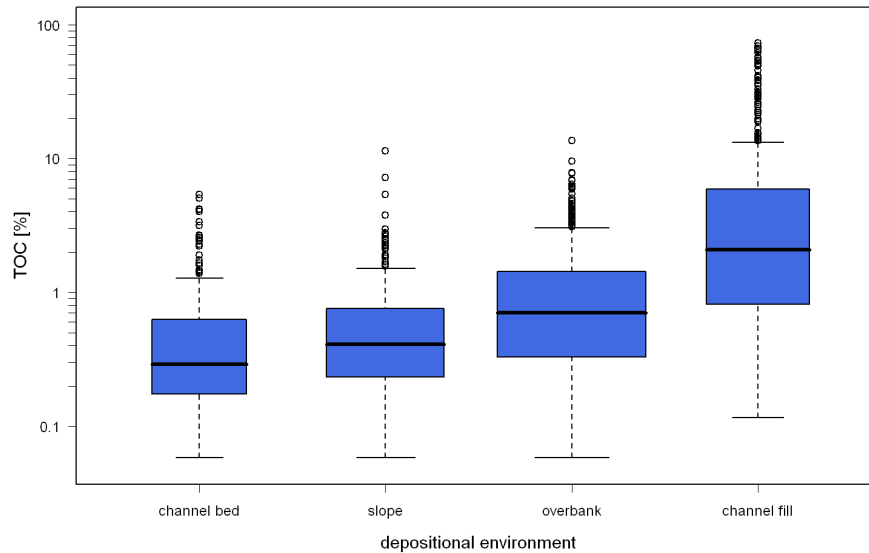 100
10
1
0.1
TOC [%]
channel bed slope overbank channel fill
depositional environment